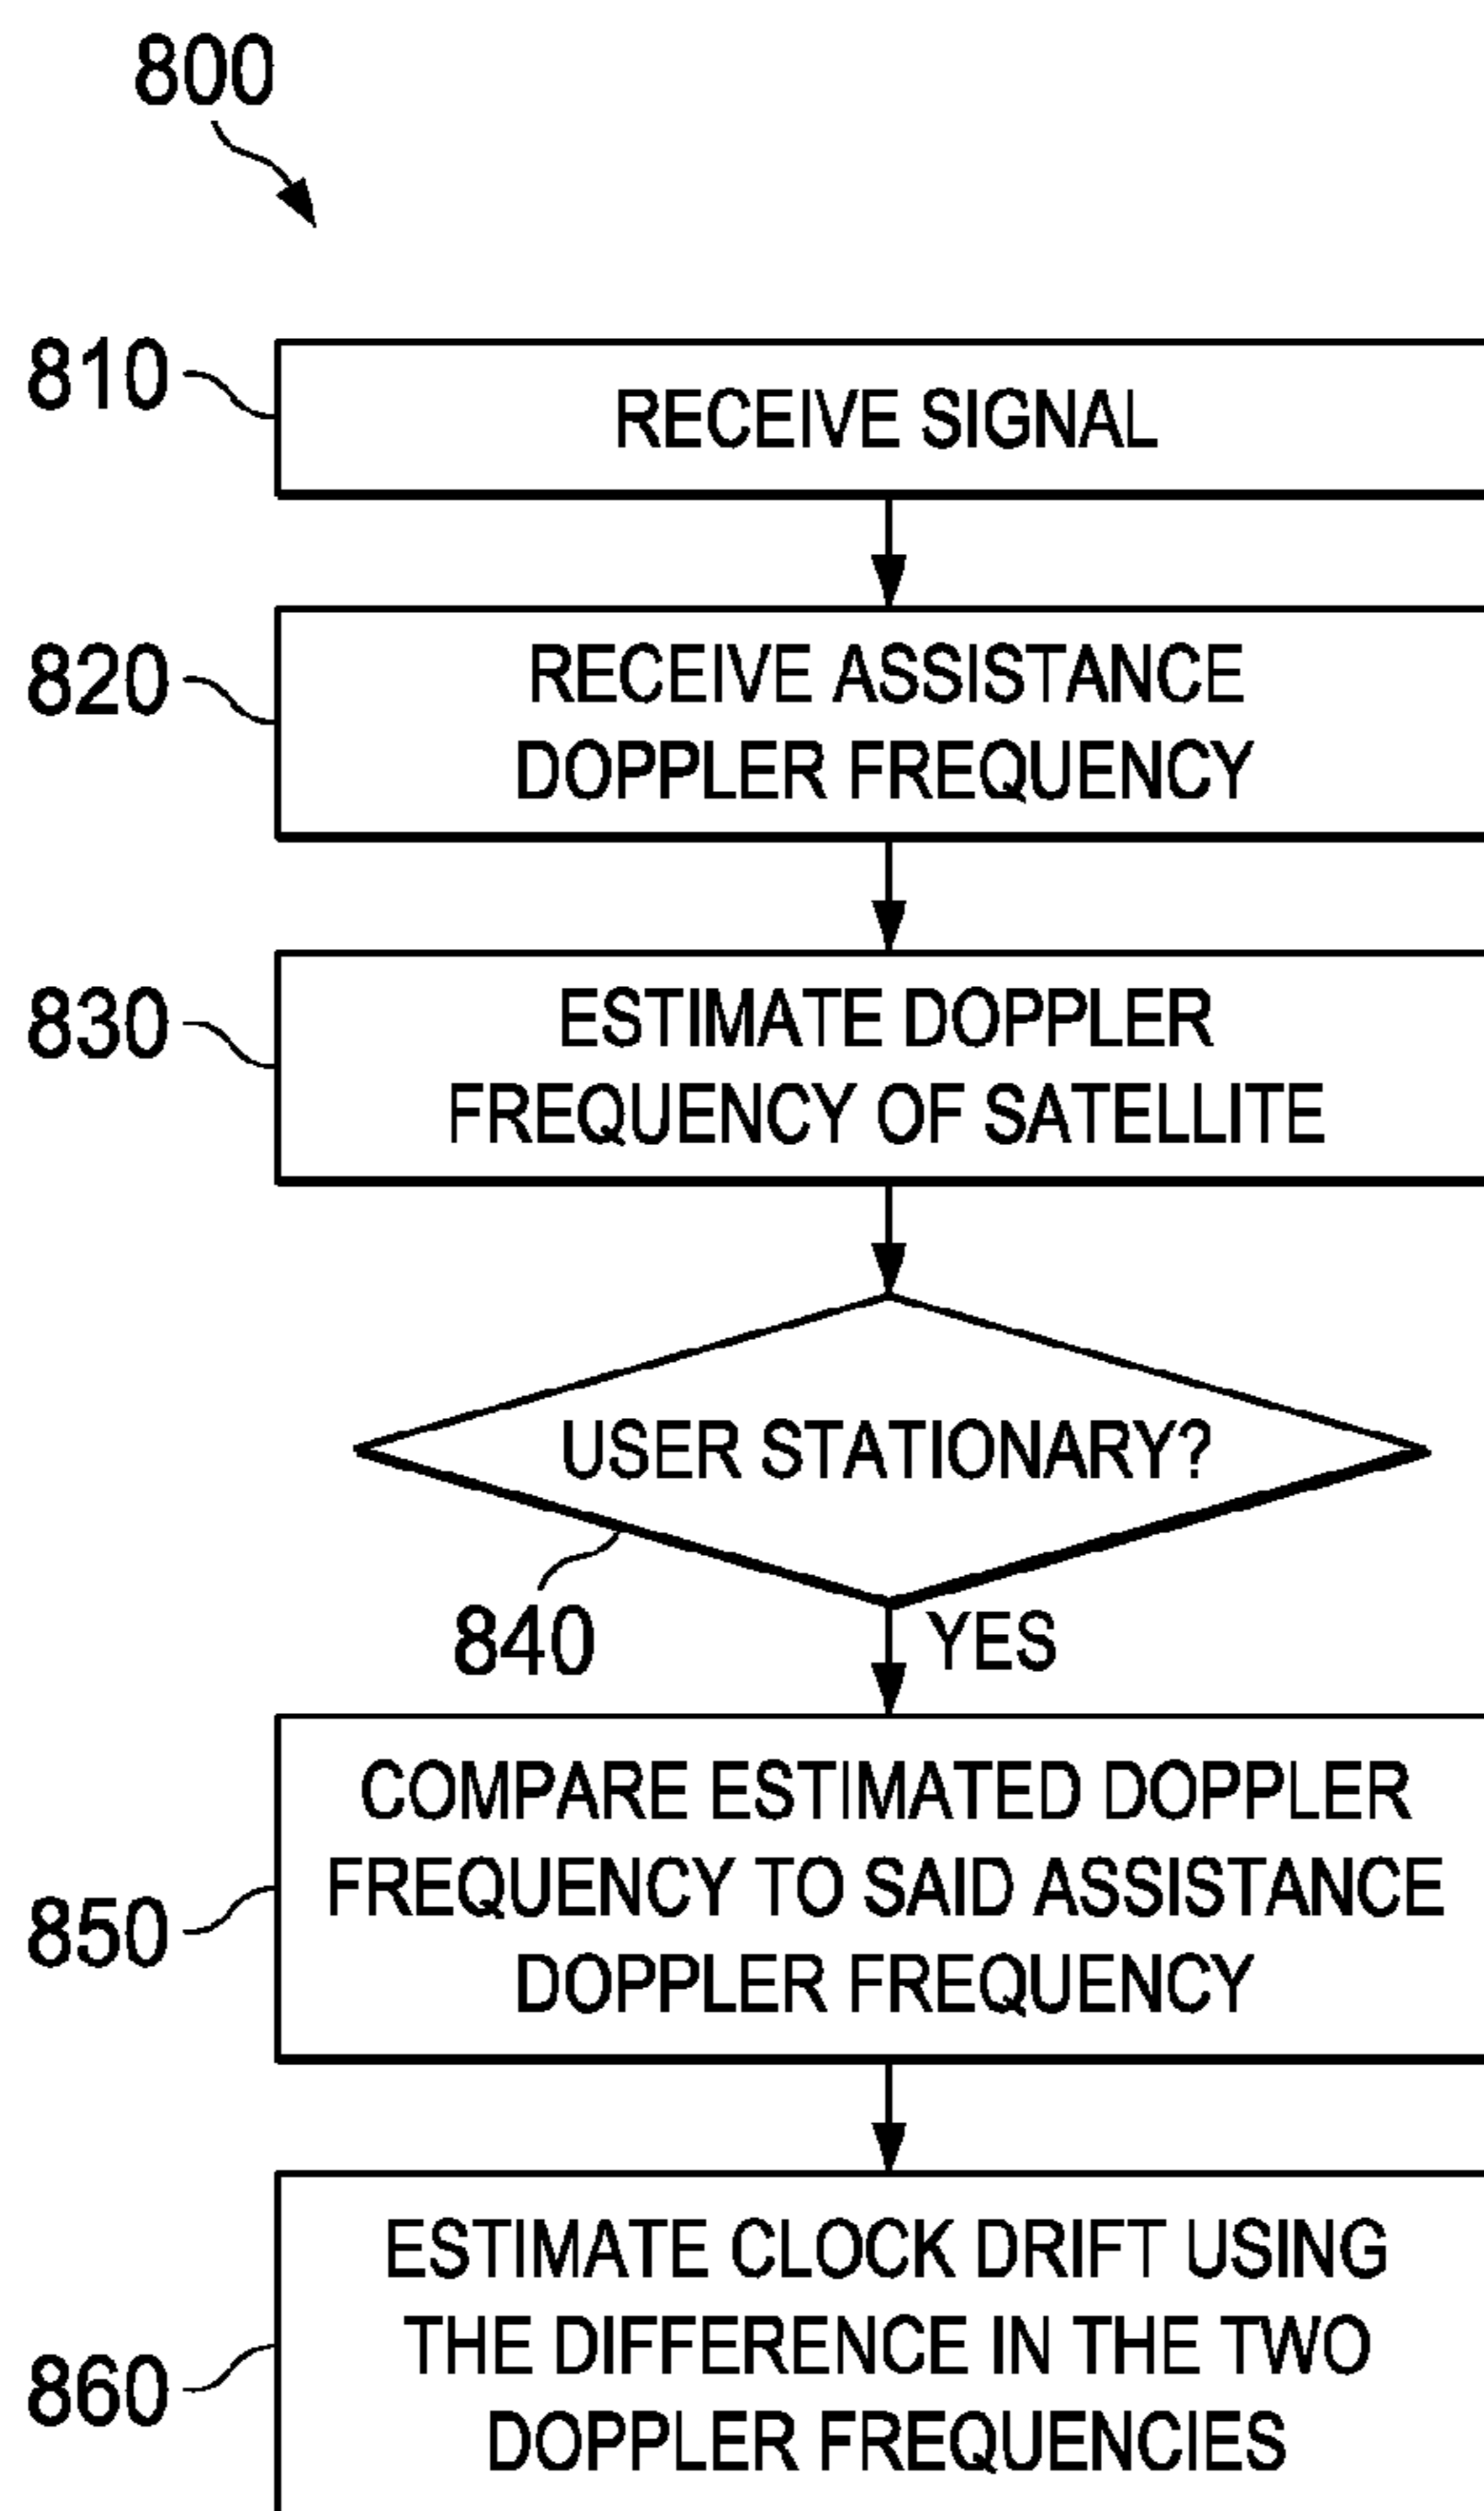 800
810
RECEIVE SIGNAL
820
RECEIVE ASSISTANCE
DOPPLER FREQUENCY
830
ESTIMATE DOPPLER
FREQUENCY OF SATELLITE
USER STATIONARY?
840
YES
850
COMPARE ESTIMATED DOPPLER
FREQUENCY TO SAID ASSISTANCE
DOPPLER FREQUENCY
860
ESTIMATE CLOCK DRIFT USING
THE DIFFERENCE IN THE TWO
DOPPLER FREQUENCIES